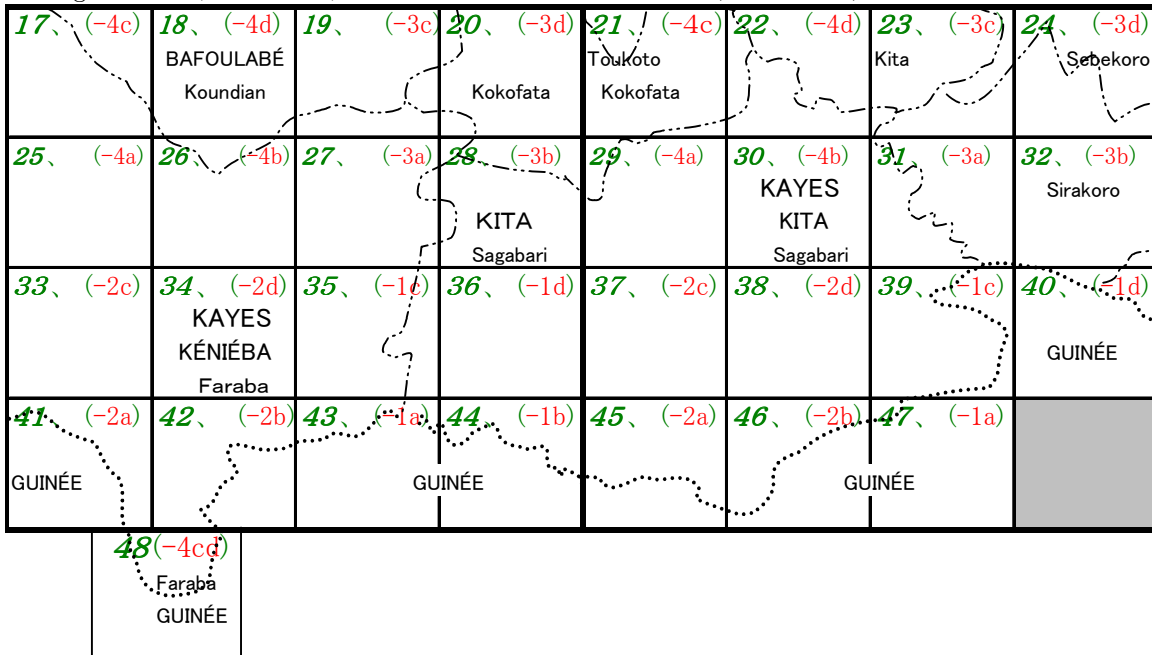 17、 (-4c) 18、 (-4d) 19、 (-3c) 20、 (-3d) 21、 (-4c) 22、 (-4d) 23、 (-3c) 24、 (-3d)
BAFOULABÉ Toukoto Kita Sebekoro
Koundian Kokofata Kokofata
25、 (-4a) 26、 (-4b) 27、 (-3a) 28、 (-3b) 29、 (-4a) 30、 (-4b) 31、 (-3a) 32、 (-3b)
KAYES Sirakoro
KITA KITA
Sagabari Sagabari
33、 (-2c) 34、 (-2d) 35、 (-1c) 36、 (-1d) 37、 (-2c) 38、 (-2d) 39、 (-1c) 40、 (-1d)
KAYES
KÉNIÉBA GUINÉE
Faraba
41、 (-2a) 42、 (-2b) 43、 (-1a) 44、 (-1b) 45、 (-2a) 46、 (-2b) 47、 (-1a)
GUINÉE GUINÉE GUINÉE
48 (-4cd)
Faraba
GUINÉE